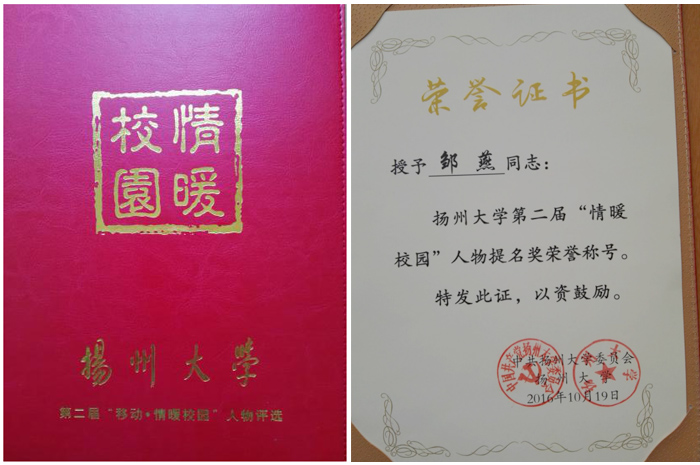 情暖
校園
揚州大學
第二届“移动·情暖校园”人物评选
荣誉证书
授予 邹 燕 同志：
扬州大学第二届“情暖
校园”人物提名奖荣誉称号。
特发此证，以资鼓励。
中共扬州大学委员会
扬州大学
2016年10月19日